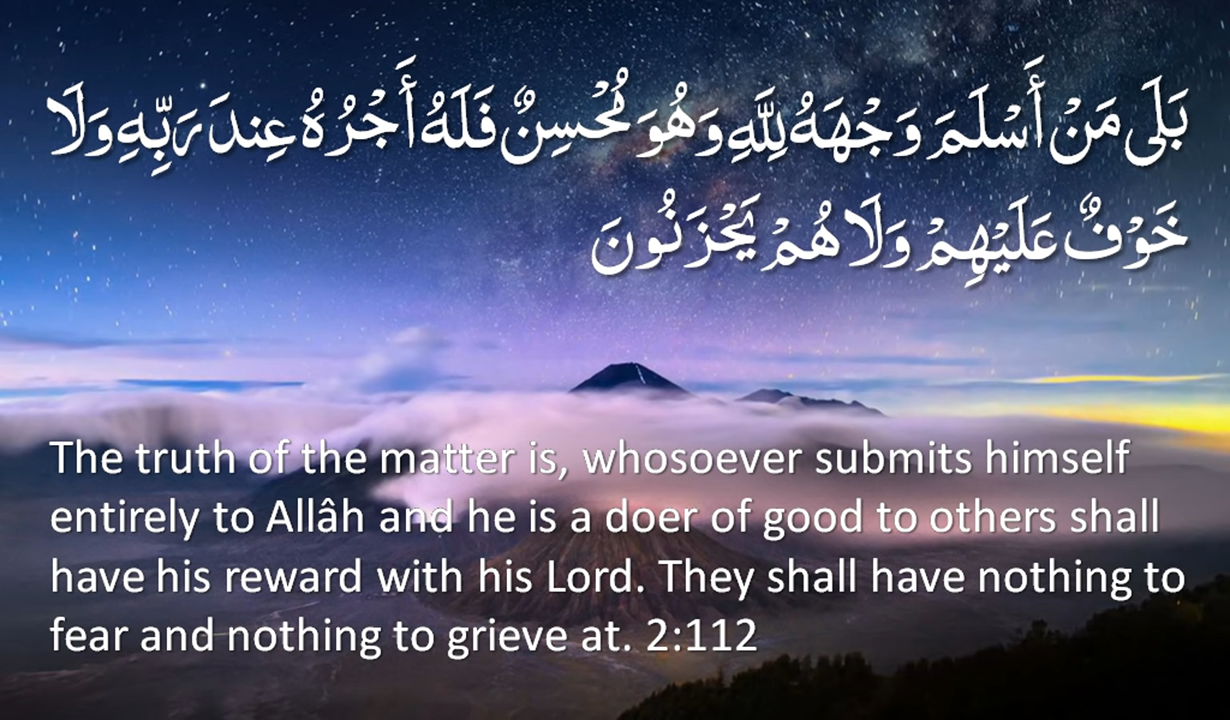 بَلَى مَنْ أَسْلَمَ وَجْهَهُ لِلَّهِ وَهُوَ مُحْسِنٌ فَلَهُ أَجْرُهُ عِندَ رَبِّهِ وَلَا
خَوْفٌ عَلَيْهِمْ وَلَا هُمْ يَحْزَنُونَ
The truth of the matter is, whosoever submits himself
entirely to Allâh and he is a doer of good to others shall
have his reward with his Lord. They shall have nothing to
fear and nothing to grieve at. 2:112